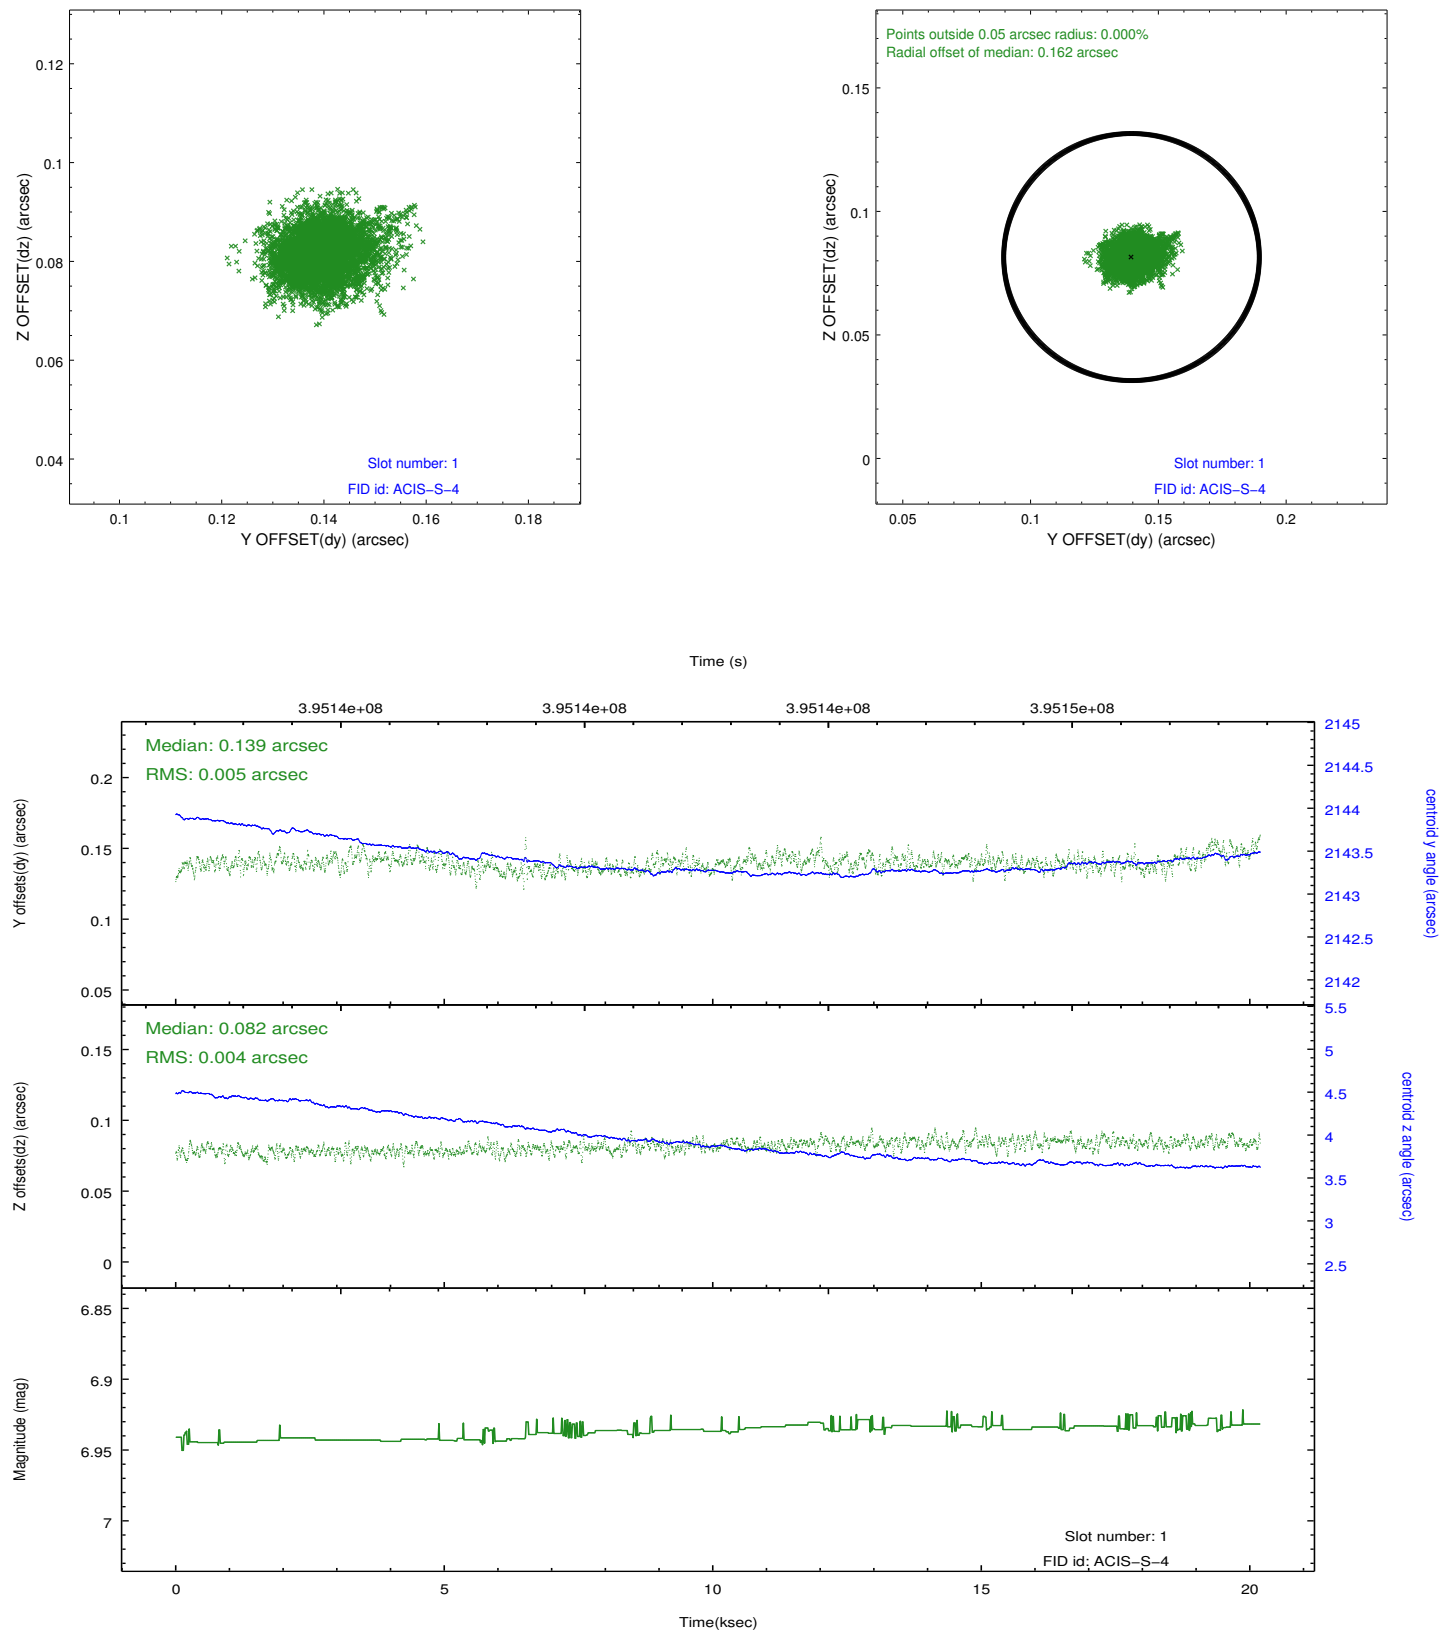 0.12
0.1
0.08
0.06
0.04
Z OFFSET(dz) (arcsec)
Slot number: 1
FID id: ACIS−S−4
0.1 0.12 0.14 0.16 0.18
Y OFFSET(dy) (arcsec)
Points outside 0.05 arcsec radius: 0.000%
Radial offset of median: 0.162 arcsec
0.15
0.1
0.05
0
Z OFFSET(dz) (arcsec)
Slot number: 1
FID id: ACIS−S−4
0.05 0.1 0.15 0.2
Y OFFSET(dy) (arcsec)
Time (s)
3.9514e+08 3.9514e+08 3.9514e+08 3.9515e+08
Median: 0.139 arcsec
RMS: 0.005 arcsec
0.2
0.15
0.1
0.05
Y offsets(dy) (arcsec)
2145
2144.5
2144
2143.5
2143
2142.5
2142
centroid y angle (arcsec)
Median: 0.082 arcsec
RMS: 0.004 arcsec
0.15
0.1
0.05
0
Z offsets(dz) (arcsec)
5.5
5
4.5
4
3.5
3
2.5
centroid z angle (arcsec)
6.85
6.9
6.95
7
Magnitude (mag)
Slot number: 1
FID id: ACIS−S−4
0 5 10 15 20
Time(ksec)